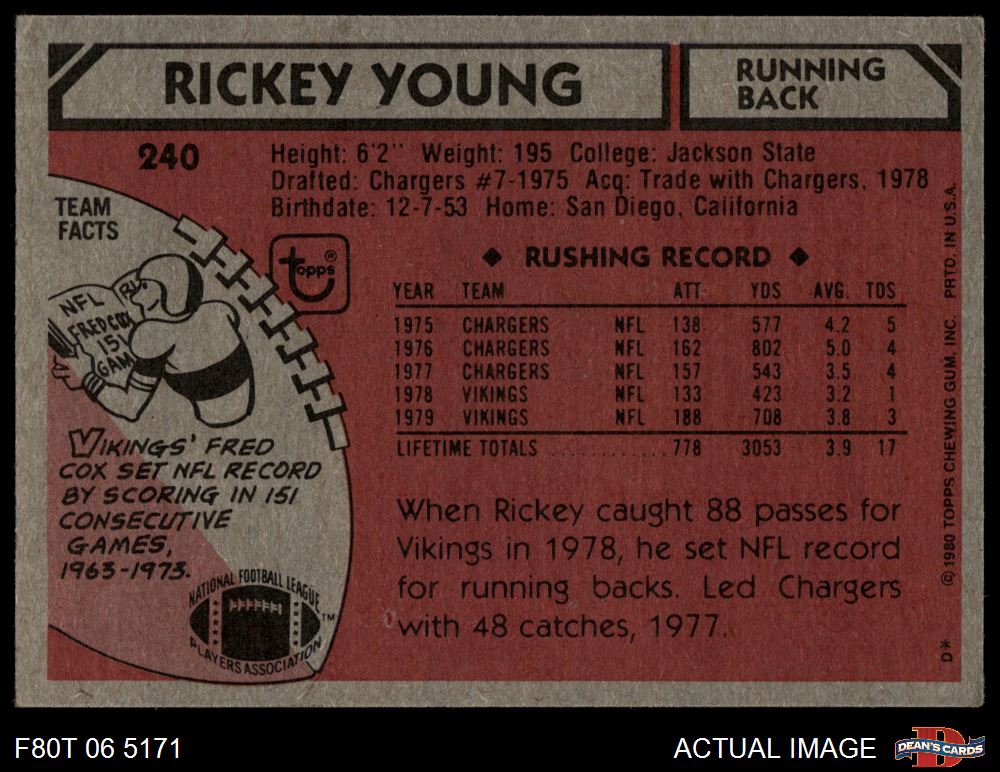 RICKEY YOUNG
RUNNING
BACK
240
Height: 6'2" Weight: 195 College: Jackson State
Drafted: Chargers #7-1975 Acq: Trade with Chargers, 1978
Birthdate: 12-7-53 Home: San Diego, California
TEAM
FACTS
topps®
NFL
FRED COX
151
GAM
VIKINGS' FRED
COX SET NFL RECORD
BY SCORING IN 151
CONSECUTIVE
GAMES,
1963-1973.
NATIONAL FOOTBALL LEAGUE
PLAYERS ASSOCIATION™
◆ RUSHING RECORD ◆
YEAR TEAM ATT YDS AVG. TDS
1975 CHARGERS NFL 138 577 4.2 5
1976 CHARGERS NFL 162 802 5.0 4
1977 CHARGERS NFL 157 543 3.5 4
1978 VIKINGS NFL 133 423 3.2 1
1979 VIKINGS NFL 188 708 3.8 3
LIFETIME TOTALS ........... 778 3053 3.9 17
When Rickey caught 88 passes for
Vikings in 1978, he set NFL record
for running backs. Led Chargers
with 48 catches, 1977.
D* © 1980 TOPPS CHEWING GUM, INC. PRTD. IN U.S.A.
F80T 06 5171
ACTUAL IMAGE
D
DEAN'S CARDS